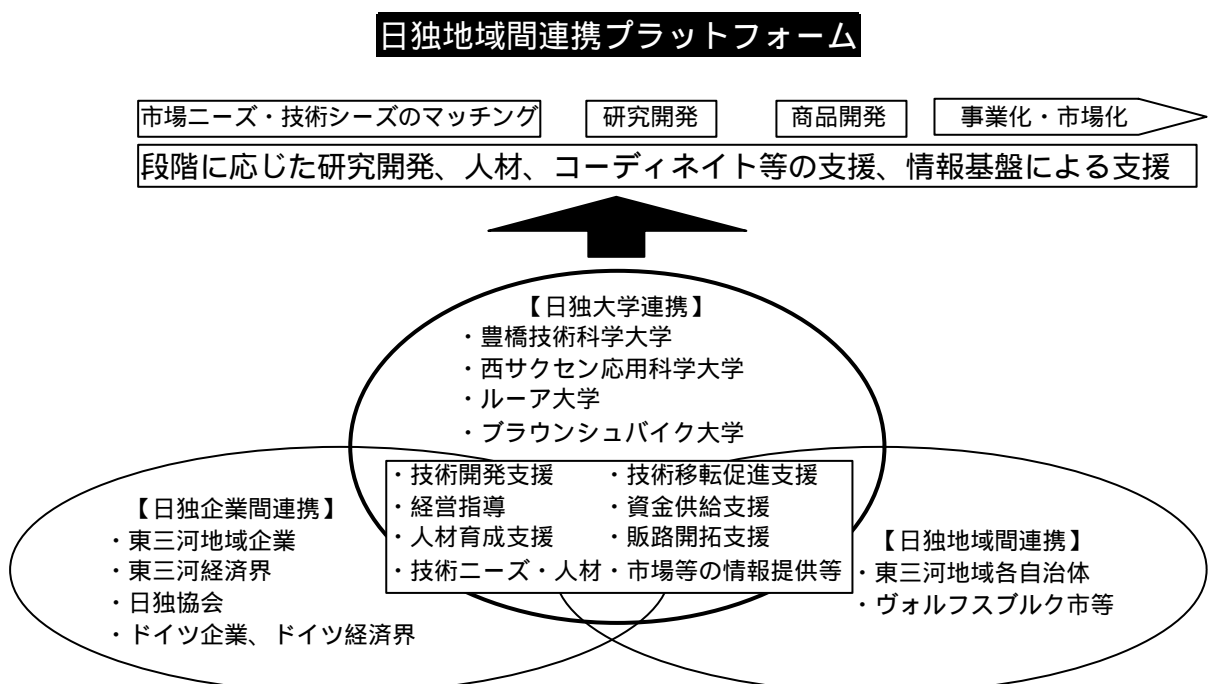 日独地域間連携プラットフォーム
市場ニーズ・技術シーズのマッチング
研究開発
商品開発
事業化・市場化
段階に応じた研究開発、人材、コーディネイト等の支援、情報基盤による支援
【日独大学連携】
・豊橋技術科学大学
・西サクセン応用科学大学
・ルーア大学
・ブラウンシュバイク大学
・技術開発支援 ・技術移転促進支援
・経営指導 ・資金供給支援
・人材育成支援 ・販路開拓支援
・技術ニーズ・人材・市場等の情報提供等
【日独企業間連携】
・東三河地域企業
・東三河経済界
・日独協会
・ドイツ企業、ドイツ経済界
【日独地域間連携】
・東三河地域各自治体
・ヴォルフスブルク市等